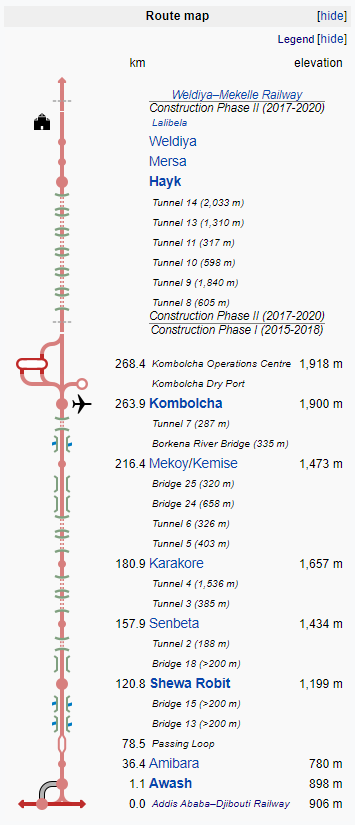 Route map [hide]
Legend [hide]
km elevation
Weldiya–Mekelle Railway
Construction Phase II (2017-2020)
Lalibela
Weldiya
Mersa
Hayk
Tunnel 14 (2,033 m)
Tunnel 13 (1,310 m)
Tunnel 11 (317 m)
Tunnel 10 (598 m)
Tunnel 9 (1,840 m)
Tunnel 8 (605 m)
Construction Phase II (2017-2020)
Construction Phase I (2015-2018)
268.4 Kombolcha Operations Centre 1,918 m
Kombolcha Dry Port
263.9 Kombolcha 1,900 m
Tunnel 7 (287 m)
Borkena River Bridge (335 m)
216.4 Mekoy/Kemise 1,473 m
Bridge 25 (320 m)
Bridge 24 (658 m)
Tunnel 6 (326 m)
Tunnel 5 (403 m)
180.9 Karakore 1,657 m
Tunnel 4 (1,536 m)
Tunnel 3 (385 m)
157.9 Senbeta 1,434 m
Tunnel 2 (188 m)
Bridge 18 (>200 m)
120.8 Shewa Robit 1,199 m
Bridge 15 (>200 m)
Bridge 13 (>200 m)
78.5 Passing Loop
36.4 Amibara 780 m
1.1 Awash 898 m
0.0 Addis Ababa–Djibouti Railway 906 m